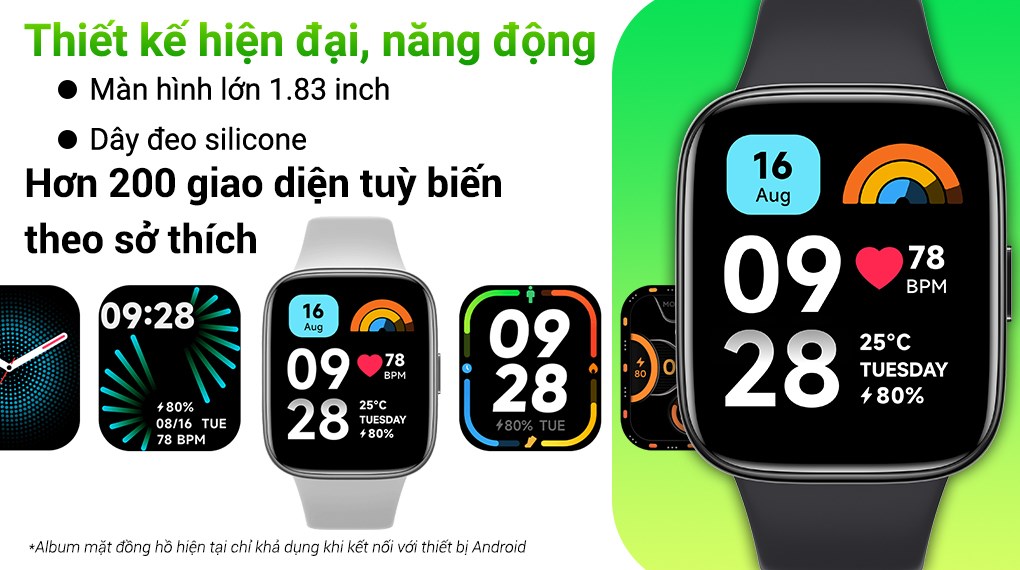 Thiết kế hiện đại, năng động
● Màn hình lớn 1.83 inch
● Dây đeo silicone
Hơn 200 giao diện tuỳ biến
theo sở thích
09:28
80%
08/16 TUE
78 BPM
16
Aug
09
78
BPM
28
25°C
TUESDAY
80%
09
28
80% TUE
80
16
Aug
09
78
BPM
28
25°C
TUESDAY
80%
*Album mặt đồng hồ hiện tại chỉ khả dụng khi kết nối với thiết bị Android